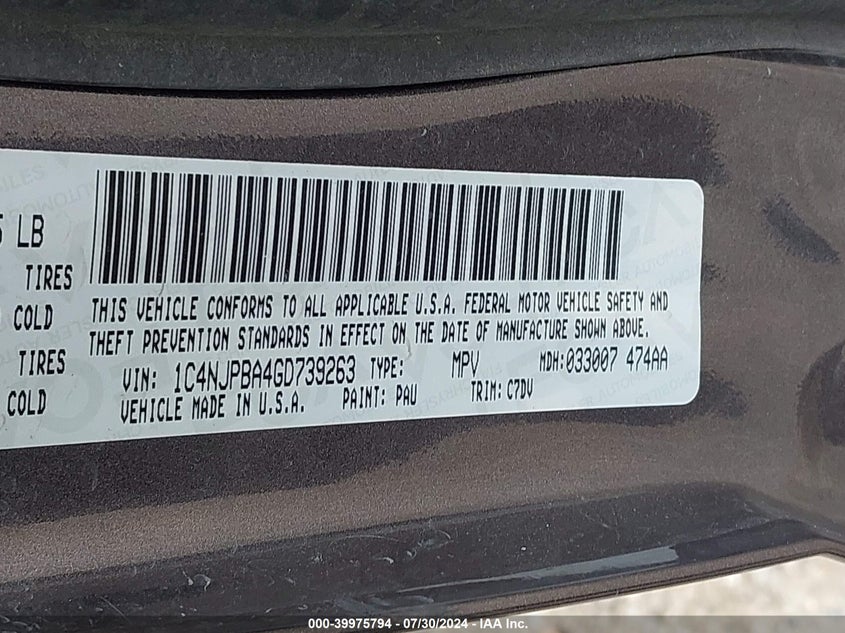 5 LB
TIRES
COLD
TIRES
COLD
THIS VEHICLE CONFORMS TO ALL APPLICABLE U.S.A. FEDERAL MOTOR VEHICLE SAFETY AND
THEFT PREVENTION STANDARDS IN EFFECT ON THE DATE OF MANUFACTURE SHOWN ABOVE.
VIN: 1C4NJPBA4GD739263 TYPE: MPV MDH:033007 474AA
VEHICLE MADE IN U.S.A. PAINT: PAU TRIM: C7DV
000-39975794 - 07/30/2024 - IAA Inc.